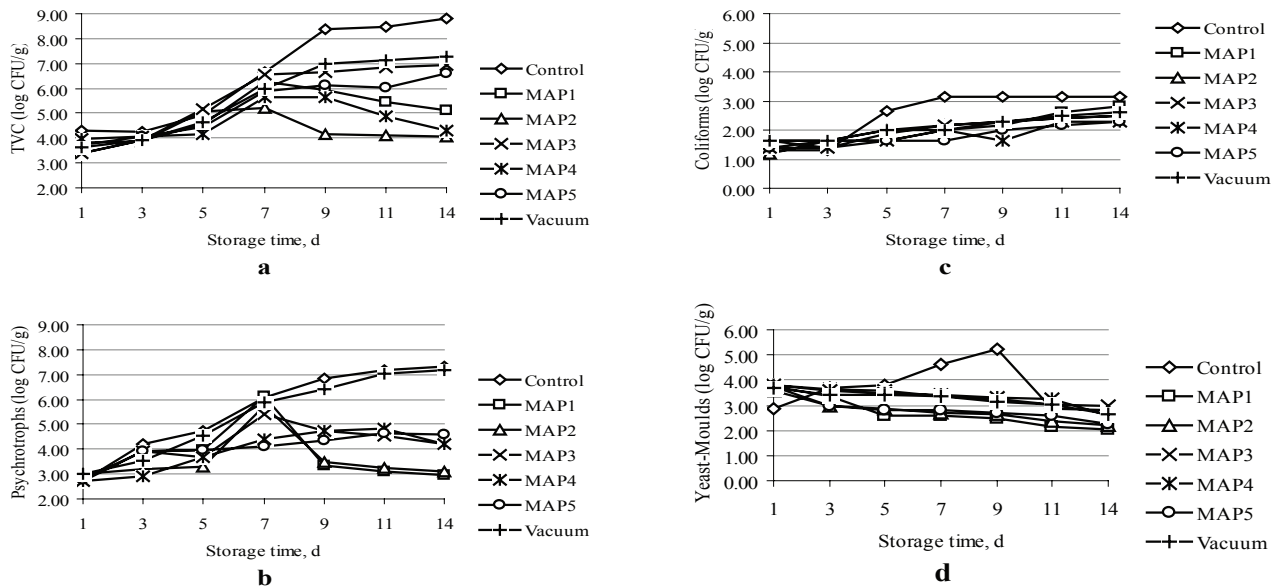 TVC (log CFU/g)
9.00
8.00
7.00
6.00
5.00
4.00
3.00
2.00
1 3 5 7 9 11 14
Storage time, d
Control
MAP1
MAP2
MAP3
MAP4
MAP5
Vacuum
a
Coliforms (log CFU/g
6.00
5.00
4.00
3.00
2.00
1.00
0.00
1 3 5 7 9 11 14
Storage time, d
Control
MAP1
MAP2
MAP3
MAP4
MAP5
Vacuum
c
Psychrotrophs (log CFU/g)
9.00
8.00
7.00
6.00
5.00
4.00
3.00
2.00
1 3 5 7 9 11 14
Storage time, d
Control
MAP1
MAP2
MAP3
MAP4
MAP5
Vacuum
b
Yeast-Moulds (log CFU/g)
6.00
5.00
4.00
3.00
2.00
1.00
0.00
1 3 5 7 9 11 14
Storage time, d
Control
MAP1
MAP2
MAP3
MAP4
MAP5
Vacuum
d